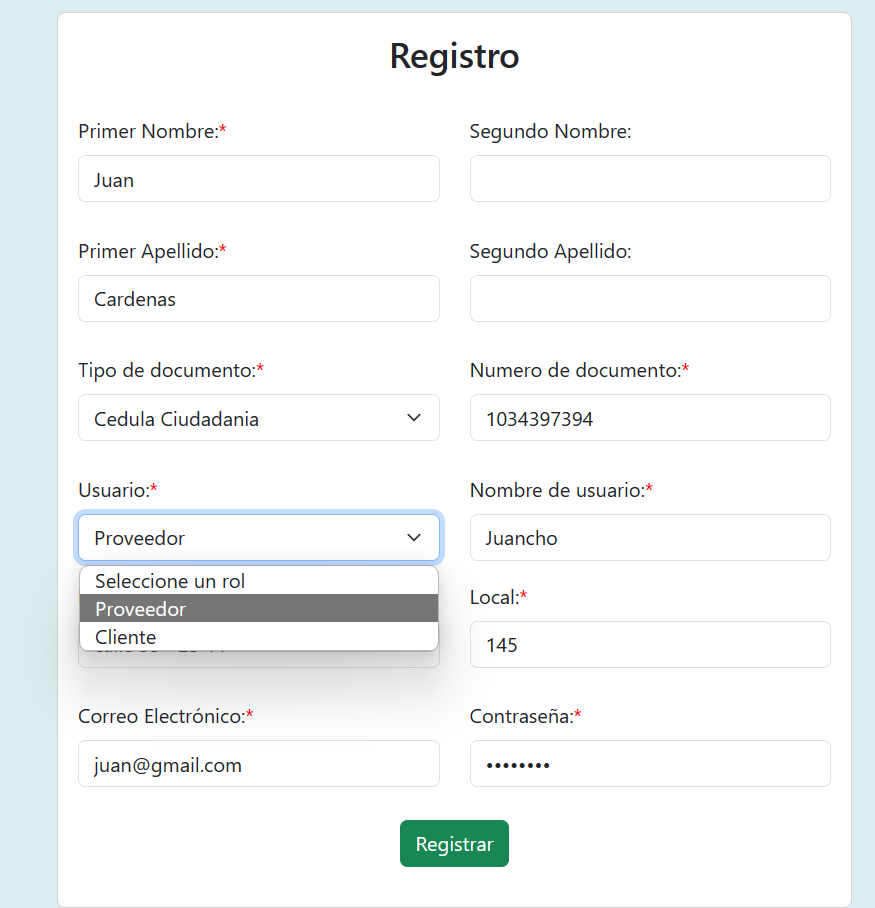 Registro
Primer Nombre:*
Segundo Nombre:
Juan
Primer Apellido:*
Segundo Apellido:
Cardenas
Tipo de documento:*
Numero de documento:*
Cedula Ciudadania
1034397394
Usuario:*
Nombre de usuario:*
Proveedor
Juancho
Seleccione un rol
Proveedor
Cliente
Local:*
145
Correo Electrónico:*
Contraseña:*
juan@gmail.com
••••••••
Registrar